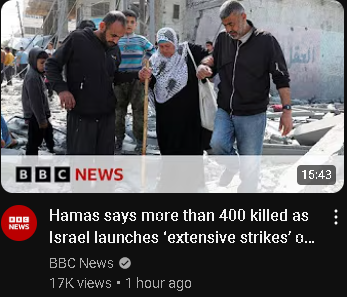 BBC NEWS
15:43
BBC
NEWS
Hamas says more than 400 killed as
Israel launches ‘extensive strikes’ o...
BBC News
17K views • 1 hour ago